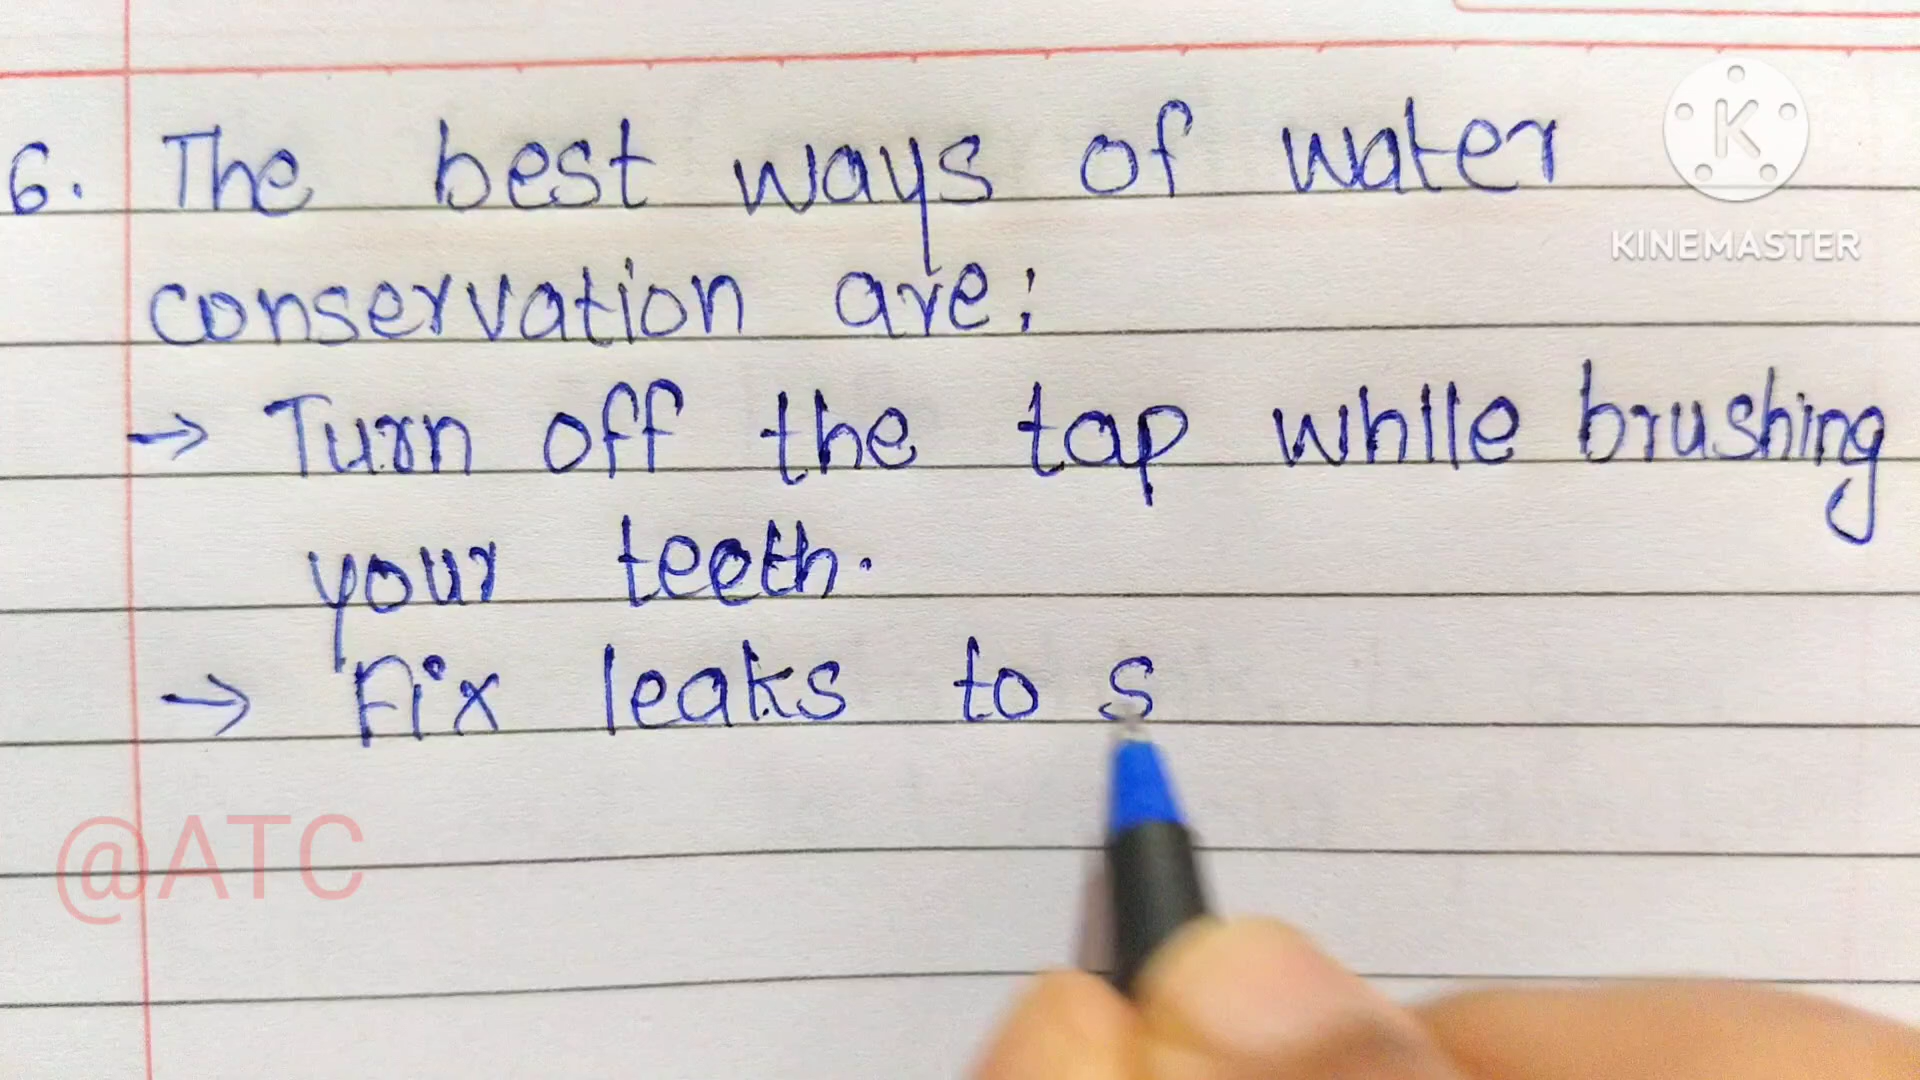 6. The best ways of water
K
KINEMASTER
conservation are:
→ Turn off the tap while brushing
your teeth.
→ Fix leaks to s
@ATC